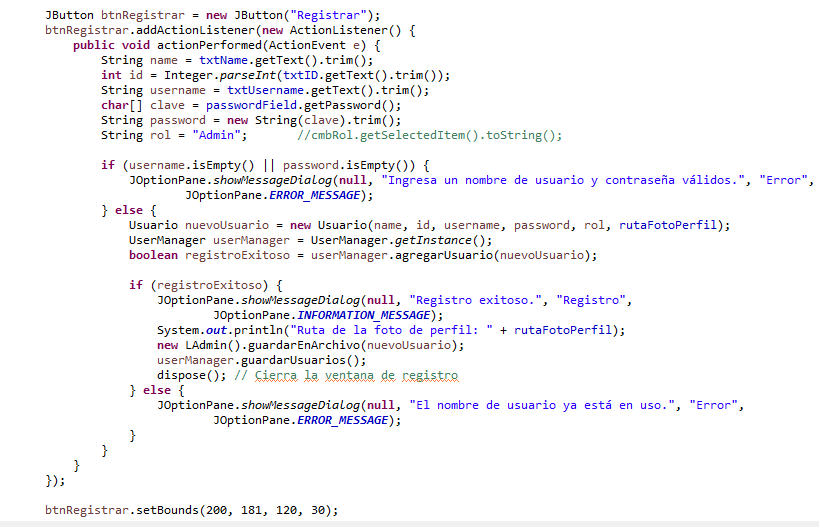 JButton btnRegistrar = new JButton("Registrar");
btnRegistrar.addActionListener(new ActionListener() {
public void actionPerformed(ActionEvent e) {
String name = txtName.getText().trim();
int id = Integer.parseInt(txtID.getText().trim());
String username = txtUsername.getText().trim();
char[] clave = passwordField.getPassword();
String password = new String(clave).trim();
String rol = "Admin"; //cmbRol.getSelectedItem().toString();
if (username.isEmpty() || password.isEmpty()) {
JOptionPane.showMessageDialog(null, "Ingresa un nombre de usuario y contraseña válidos.", "Error",
JOptionPane.ERROR_MESSAGE);
} else {
Usuario nuevoUsuario = new Usuario(name, id, username, password, rol, rutaFotoPerfil);
UserManager userManager = UserManager.getInstance();
boolean registroExitoso = userManager.agregarUsuario(nuevoUsuario);
if (registroExitoso) {
JOptionPane.showMessageDialog(null, "Registro exitoso.", "Registro",
JOptionPane.INFORMATION_MESSAGE);
System.out.println("Ruta de la foto de perfil: " + rutaFotoPerfil);
new LAdmin().guardarEnArchivo(nuevoUsuario);
userManager.guardarUsuarios();
dispose(); // Cierra la ventana de registro
} else {
JOptionPane.showMessageDialog(null, "El nombre de usuario ya está en uso.", "Error",
JOptionPane.ERROR_MESSAGE);
}
}
}
});
btnRegistrar.setBounds(200, 181, 120, 30);